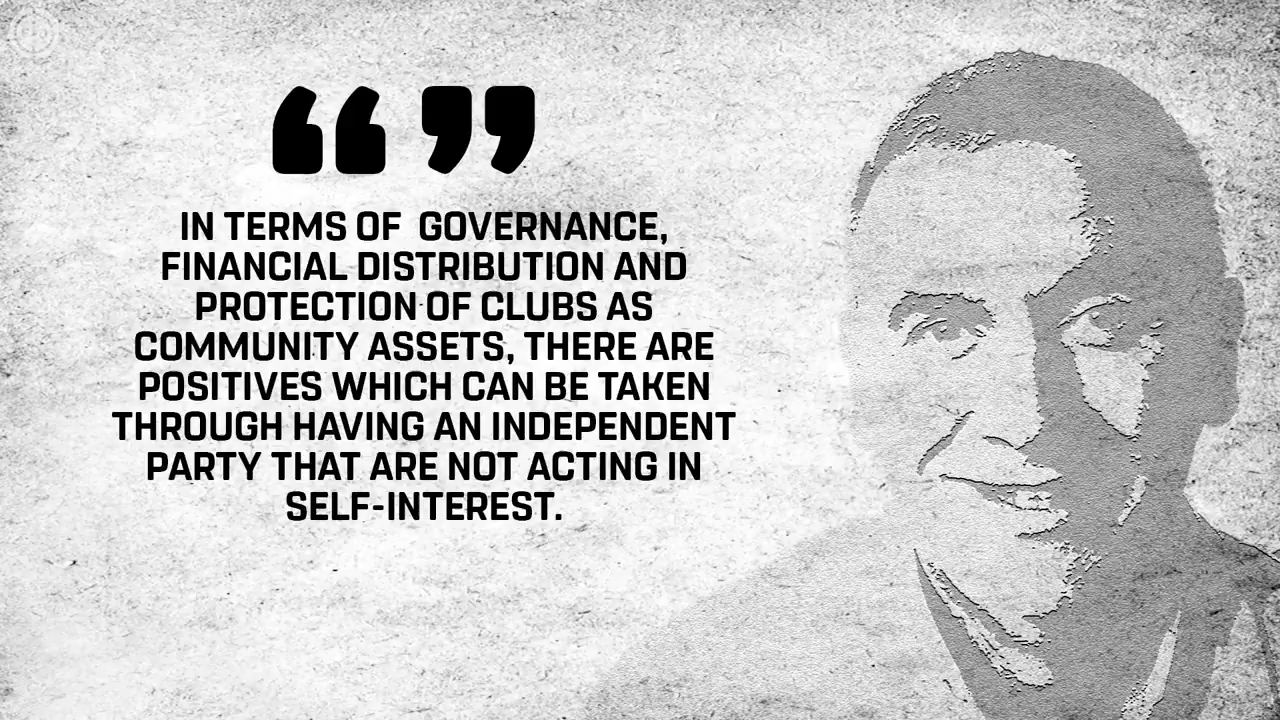 “ ”
IN TERMS OF GOVERNANCE,
FINANCIAL DISTRIBUTION AND
PROTECTION OF CLUBS AS
COMMUNITY ASSETS, THERE ARE
POSITIVES WHICH CAN BE TAKEN
THROUGH HAVING AN INDEPENDENT
PARTY THAT ARE NOT ACTING IN
SELF-INTEREST.